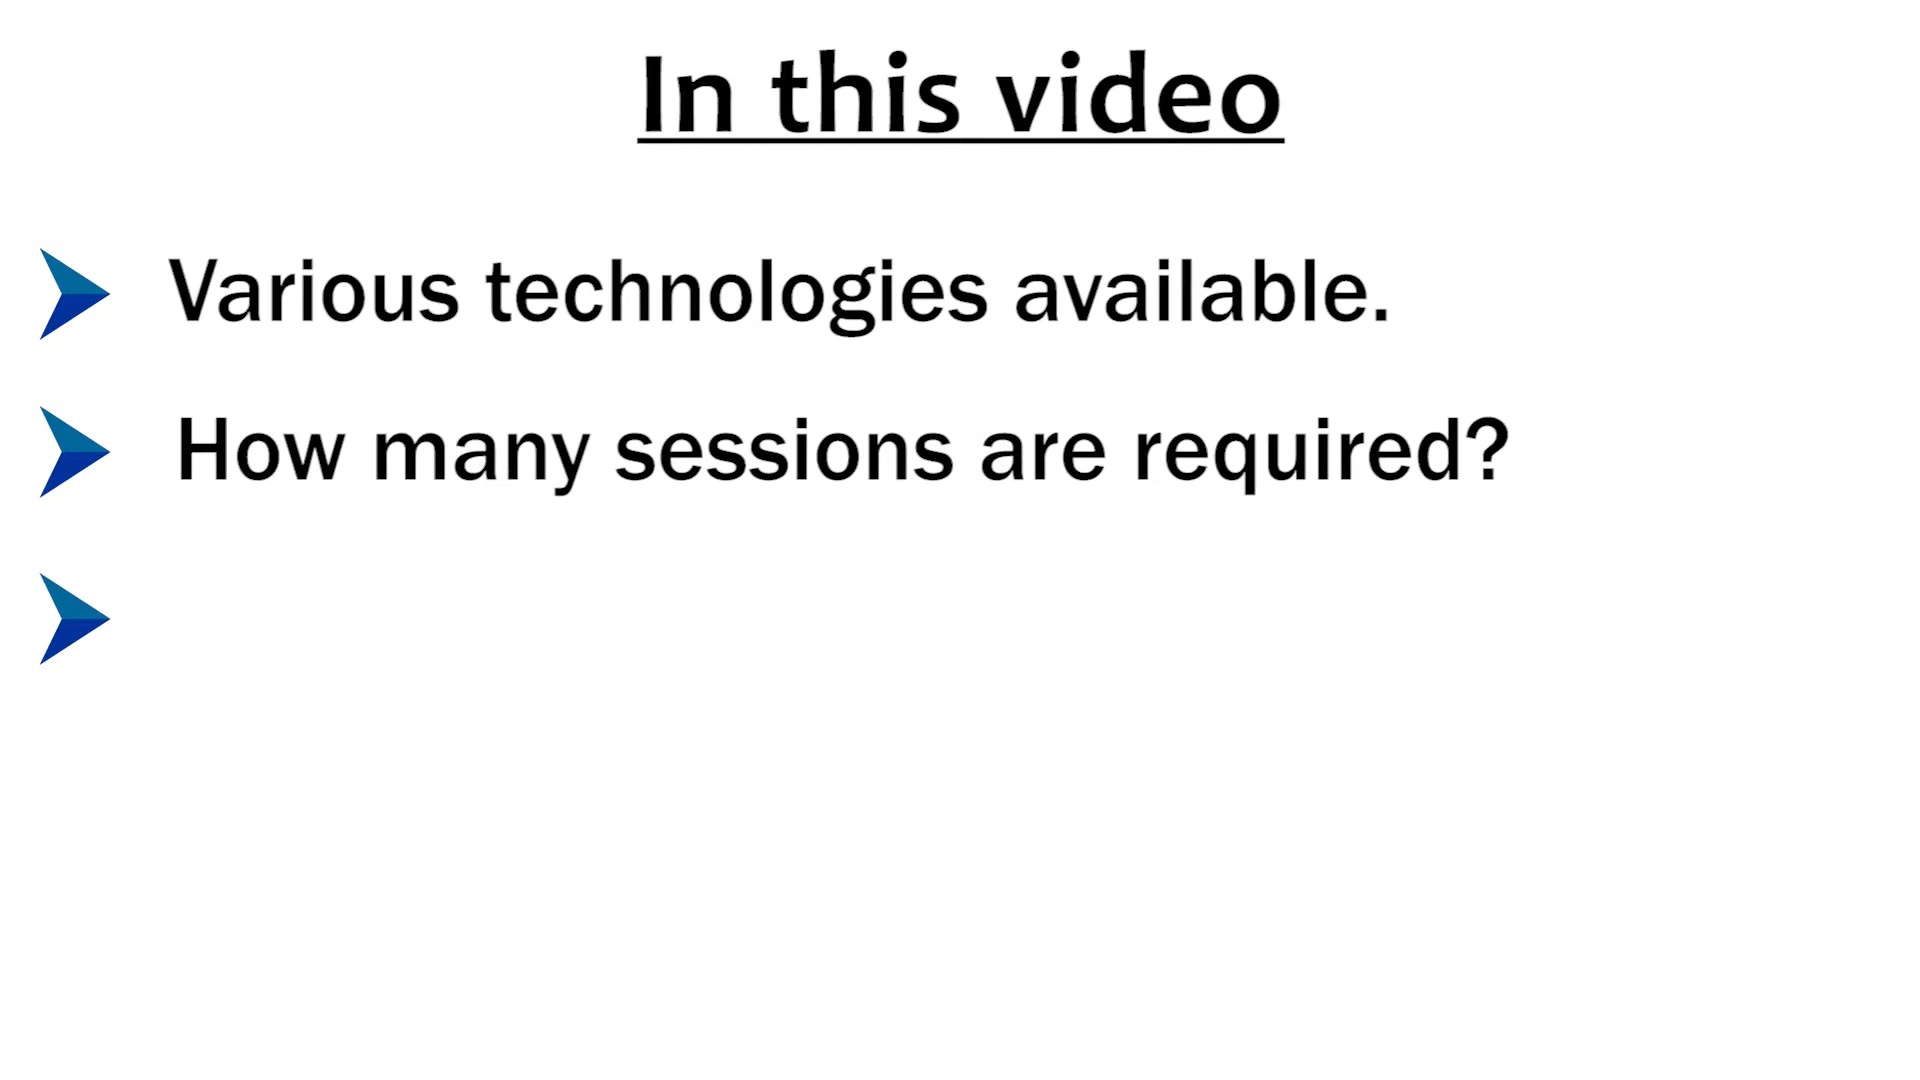 In this video
Various technologies available.
How many sessions are required?